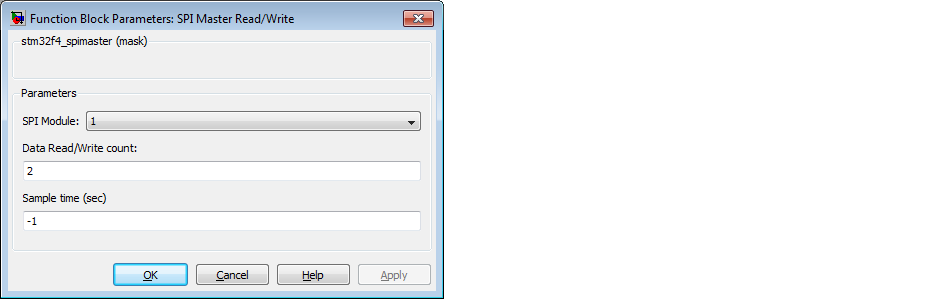 Function Block Parameters: SPI Master Read/Write
stm32f4_spimaster (mask)
Parameters
SPI Module: 1
Data Read/Write count:
2
Sample time (sec)
-1
OK Cancel Help Apply